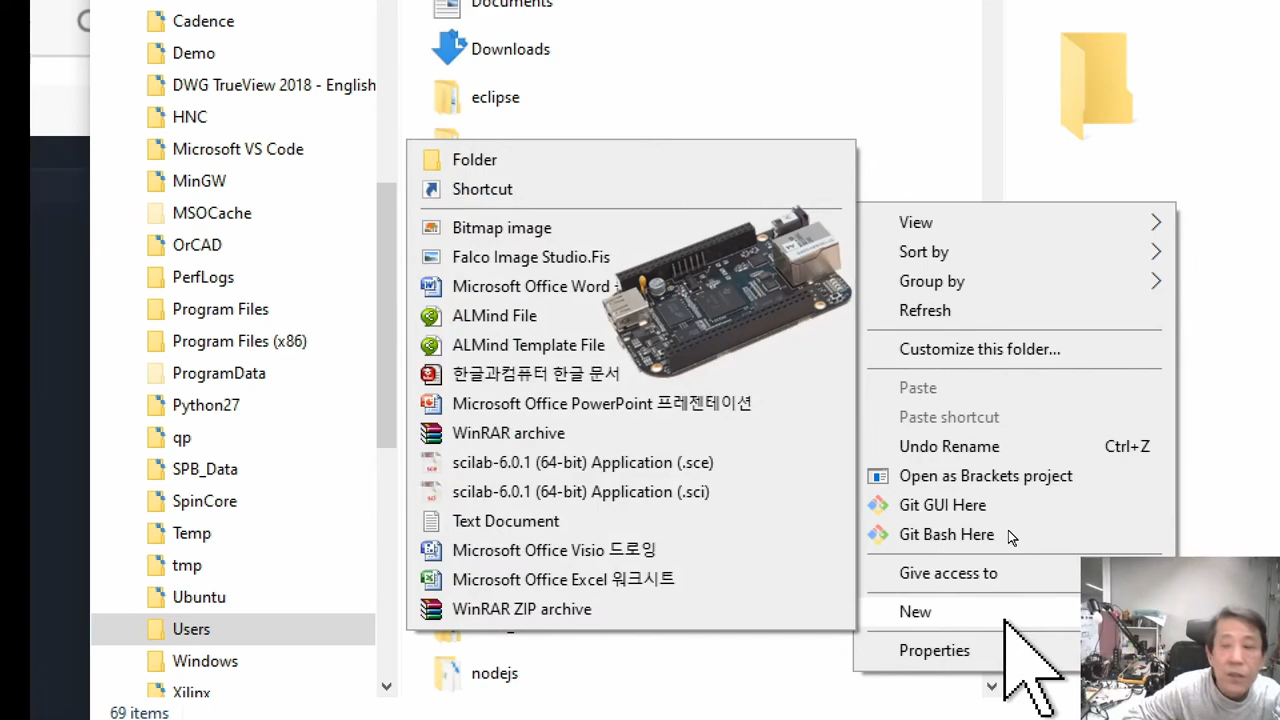 Cadence
Demo
DWG TrueView 2018 - English
HNC
Microsoft VS Code
MinGW
MSOCache
OrCAD
PerfLogs
Program Files
Program Files (x86)
ProgramData
Python27
qp
SPB_Data
SpinCore
Temp
tmp
Ubuntu
Users
Windows
Xilinx
69 items
Documents
Downloads
eclipse
nodejs
Folder
Shortcut
Bitmap image
Falco Image Studio.Fis
Microsoft Office Word
ALMind File
ALMind Template File
한글과컴퓨터 한글 문서
Microsoft Office PowerPoint 프레젠테이션
WinRAR archive
scilab-6.0.1 (64-bit) Application (.sce)
scilab-6.0.1 (64-bit) Application (.sci)
Text Document
Microsoft Office Visio 드로잉
Microsoft Office Excel 워크시트
WinRAR ZIP archive
View
Sort by
Group by
Refresh
Customize this folder...
Paste
Paste shortcut
Undo Rename Ctrl+Z
Open as Brackets project
Git GUI Here
Git Bash Here
Give access to
New
Properties